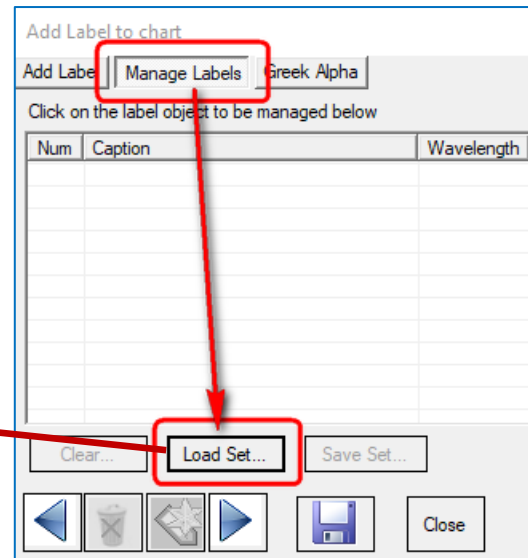 Add Label to chart
Add Label Manage Labels Greek Alpha
Click on the label object to be managed below
Num Caption Wavelength
Clear... Load Set... Save Set...
Close